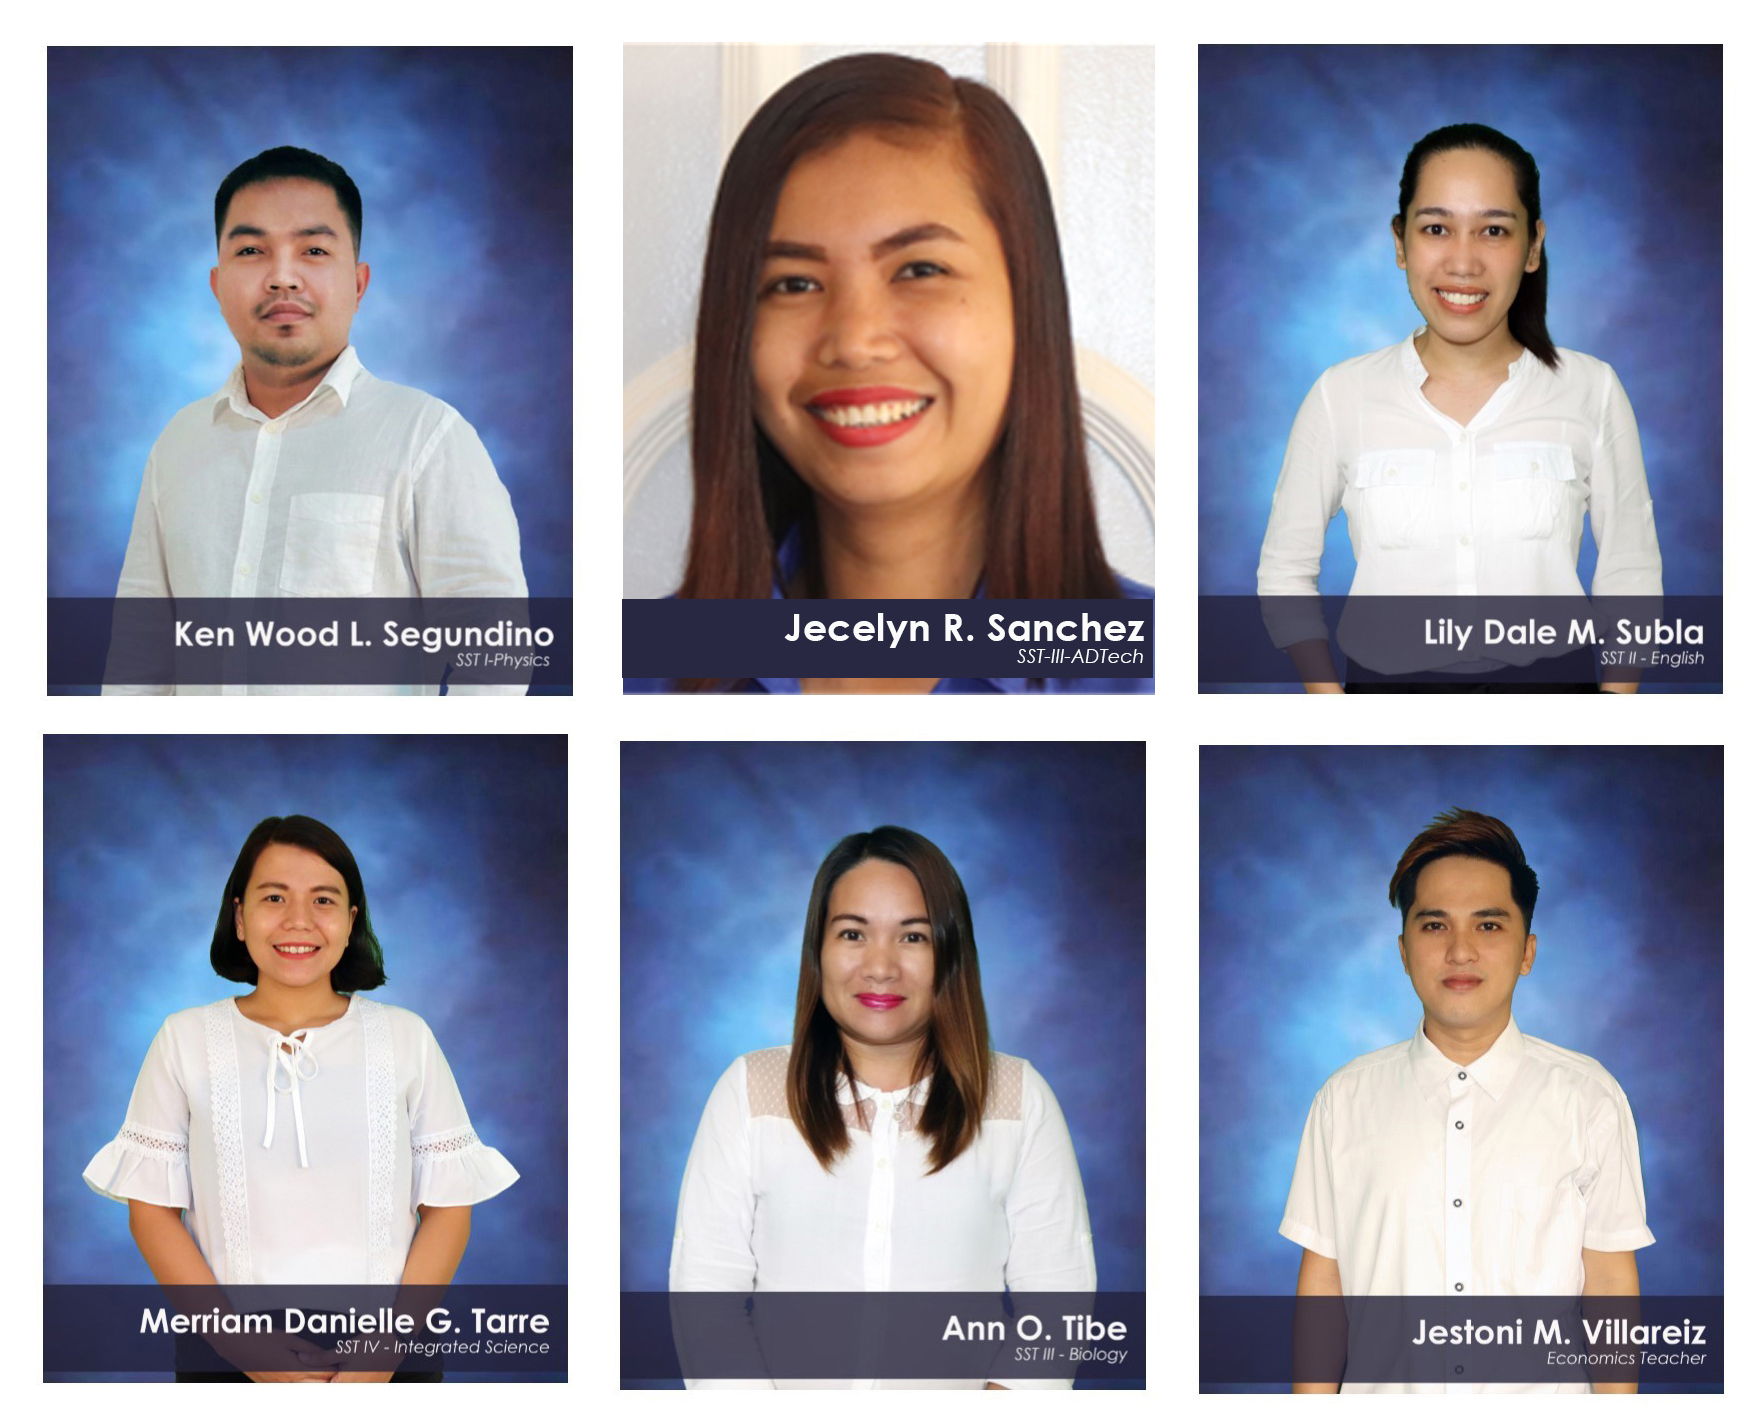 Ken Wood L. Segundino
SST I-Physics
Jecelyn R. Sanchez
SST-III-ADTech
Lily Dale M. Subla
SST II - English
Merriam Danielle G. Tarre
SST IV - Integrated Science
Ann O. Tibe
SST III - Biology
Jestoni M. Villareiz
Economics Teacher